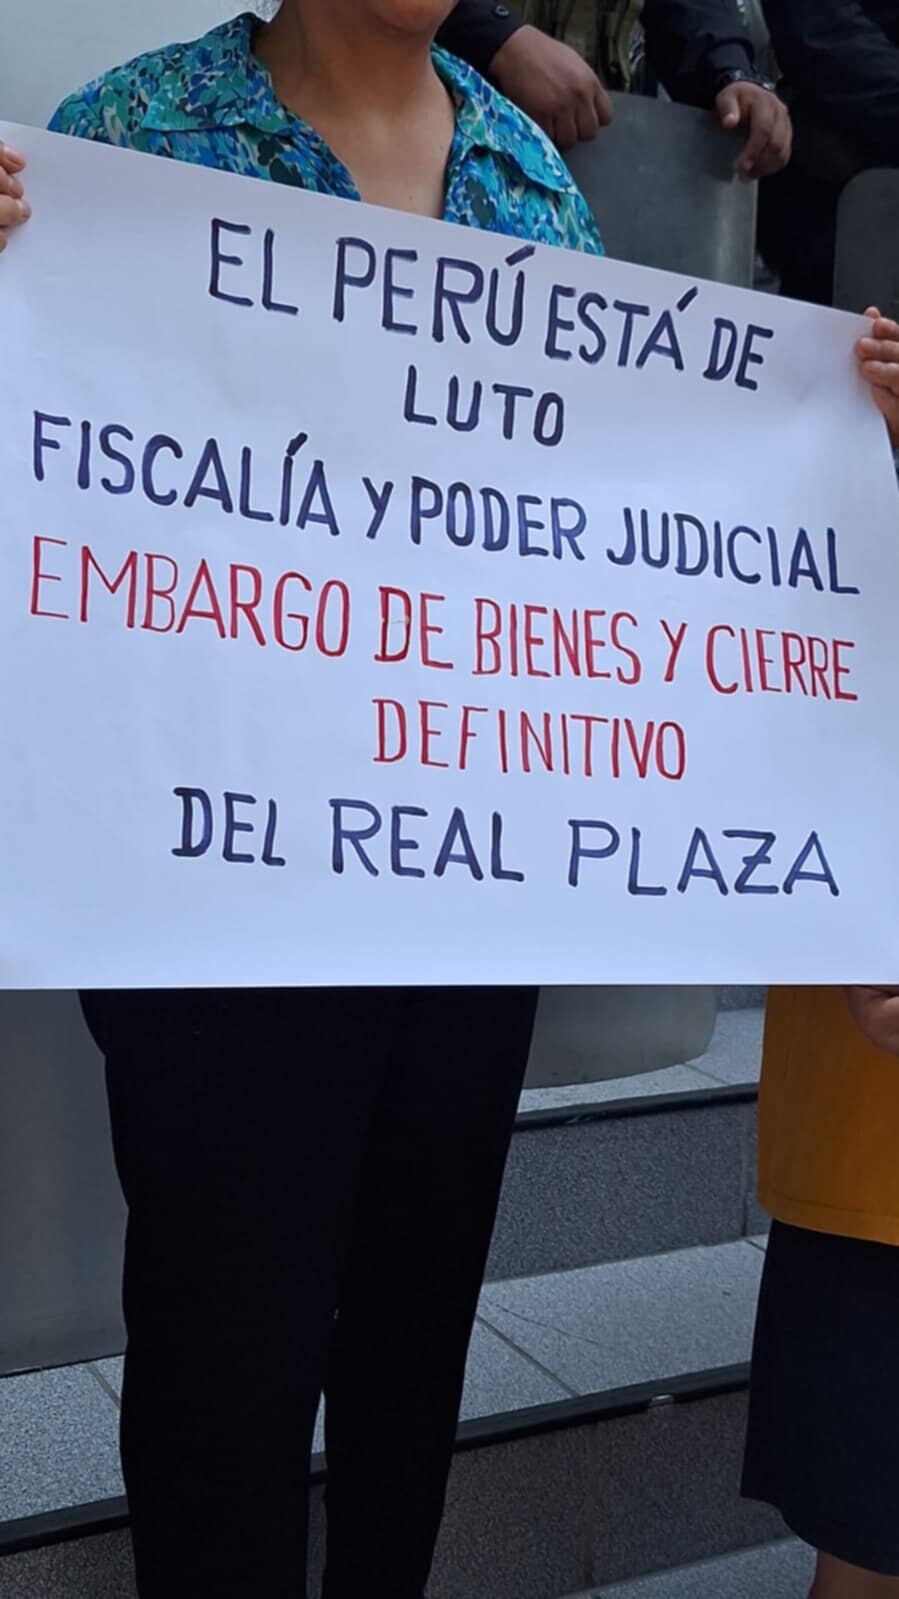 EL PERÚ ESTÁ DE
LUTO
FISCALÍA Y PODER JUDICIAL
EMBARGO DE BIENES Y CIERRE
DEFINITIVO
DEL REAL PLAZA